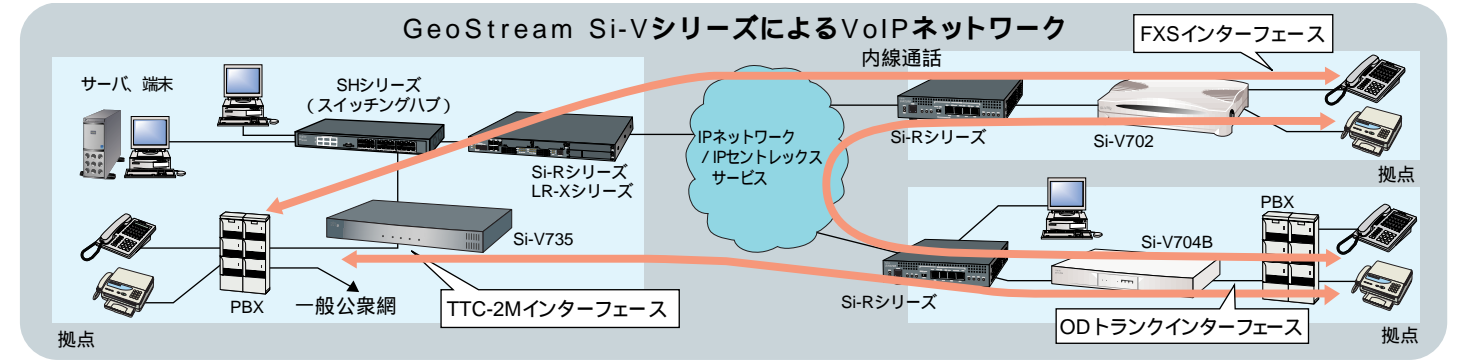 GeoStream Si-VシリーズによるVoIPネットワーク
サーバ、端末
SHシリーズ
(スイッチングハブ)
Si-Rシリーズ
LR-Xシリーズ
Si-V735
PBX
一般公衆網
TTC-2Mインターフェース
拠点
IPネットワーク
/ IPセントレックス
サービス
内線通話
FXSインターフェース
Si-Rシリーズ
Si-V702
拠点
PBX
Si-V704B
Si-Rシリーズ
ODトランクインターフェース
拠点